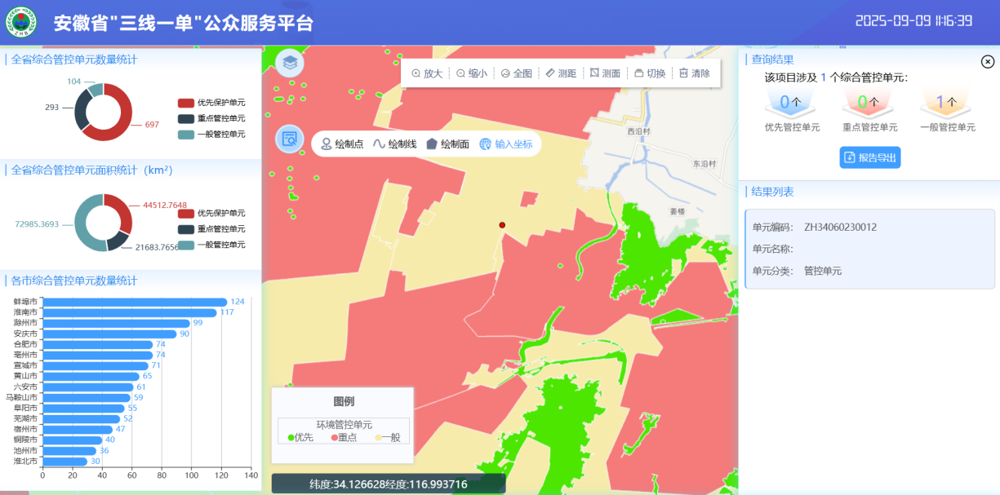 安徽省"三线一单"公众服务平台
2025-09-09 11:16:39
全省综合管控单元数量统计
104
293
697
优先保护单元
重点管控单元
一般管控单元
全省综合管控单元面积统计（km²）
44512.7648
72985.3693
21683.7656
优先保护单元
重点管控单元
一般管控单元
各市综合管控单元数量统计
蚌埠市 124
淮南市 117
滁州市 99
安庆市 90
合肥市 74
亳州市 74
宣城市 71
黄山市 65
六安市 61
马鞍山市 59
阜阳市 55
芜湖市 52
宿州市 47
铜陵市 40
池州市 36
淮北市 30
0 20 40 60 80 100 120 140
放大 缩小 全图 测距 测面 切换 清除
绘制点 绘制线 绘制面 输入坐标
西沿村
东沿村
姜楼
图例
环境管控单元
优先 重点 一般
纬度:34.126628经度:116.993716
查询结果
该项目涉及 1 个综合管控单元:
0个 0个 1个
优先管控单元 重点管控单元 一般管控单元
报告导出
结果列表
单元编码: ZH34060230012
单元名称:
单元分类: 管控单元